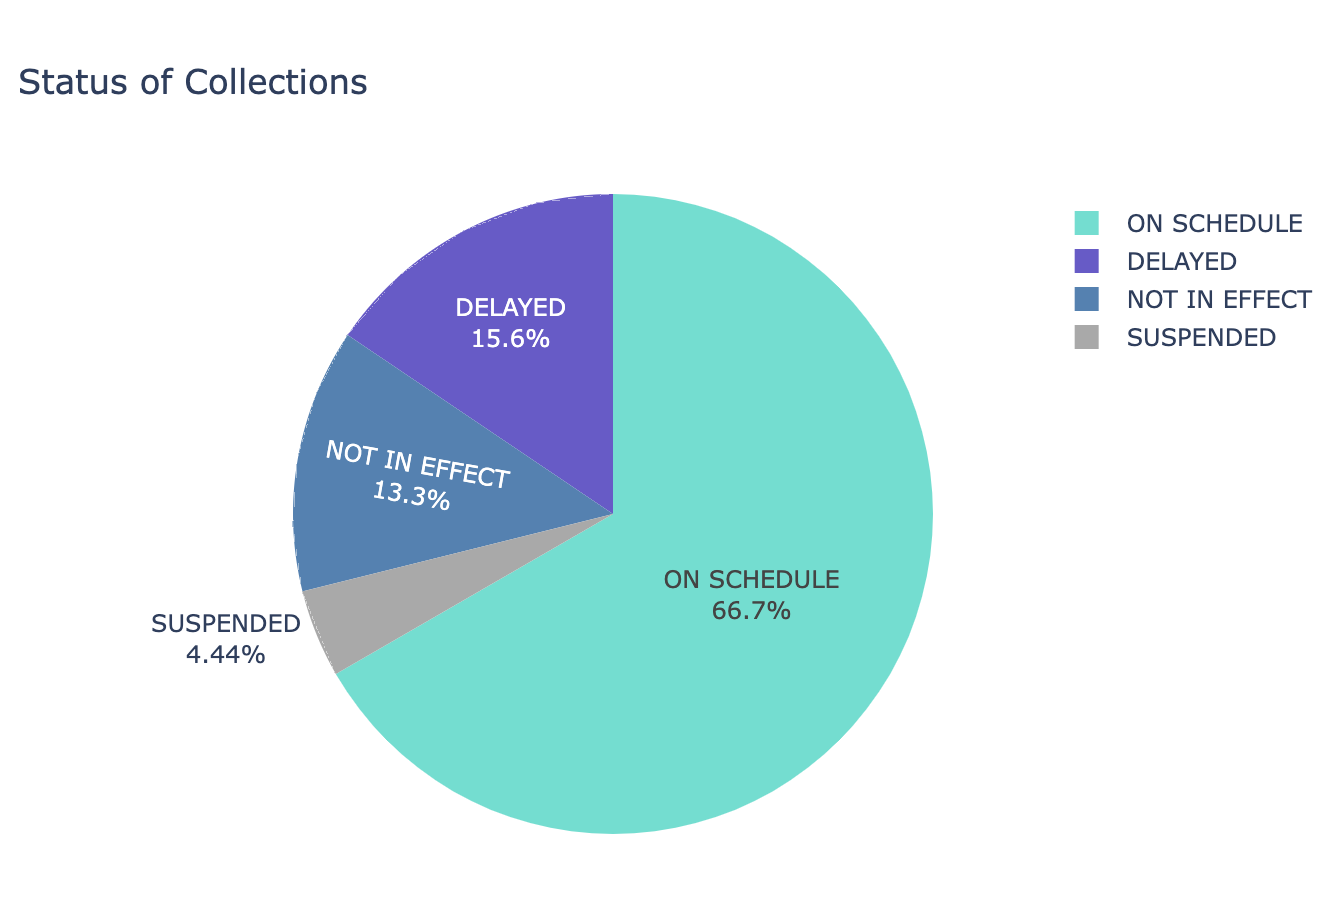 Status of Collections
ON SCHEDULE
DELAYED
NOT IN EFFECT
SUSPENDED
DELAYED
15.6%
NOT IN EFFECT
13.3%
ON SCHEDULE
66.7%
SUSPENDED
4.44%